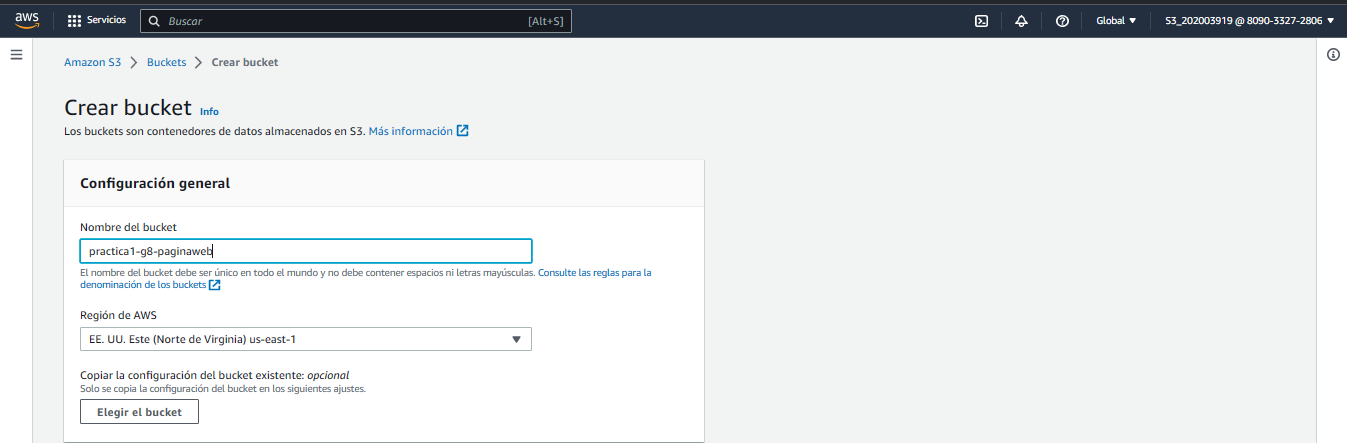 aws Servicios Buscar [Alt+S] Global S3_202003919 @ 8090-3327-2806
Amazon S3 Buckets Crear bucket
Crear bucket Info
Los buckets son contenedores de datos almacenados en S3. Más información
Configuración general
Nombre del bucket
practica1-g8-paginaweb
El nombre del bucket debe ser único en todo el mundo y no debe contener espacios ni letras mayúsculas. Consulte las reglas para la
denominación de los buckets
Región de AWS
EE. UU. Este (Norte de Virginia) us-east-1
Copiar la configuración del bucket existente: opcional
Solo se copia la configuración del bucket en los siguientes ajustes.
Elegir el bucket